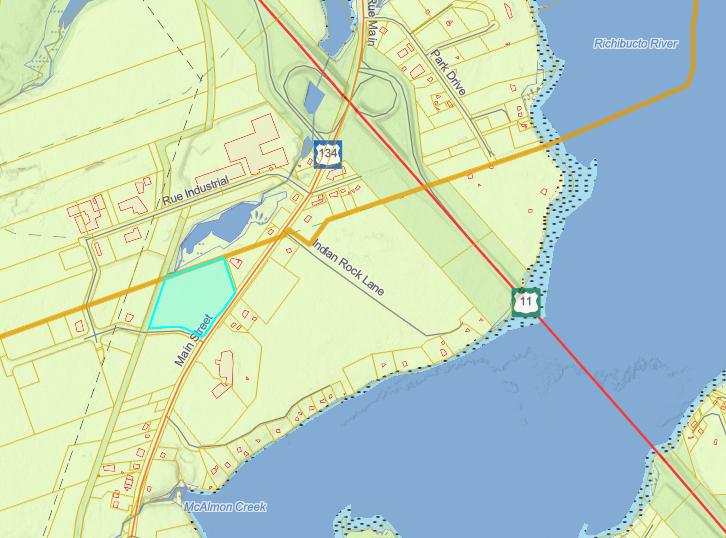 Rue Main
Richibucto River
Park Drive
134
Rue Industrial
Indian Rock Lane
11
Main Street
McAlmon Creek